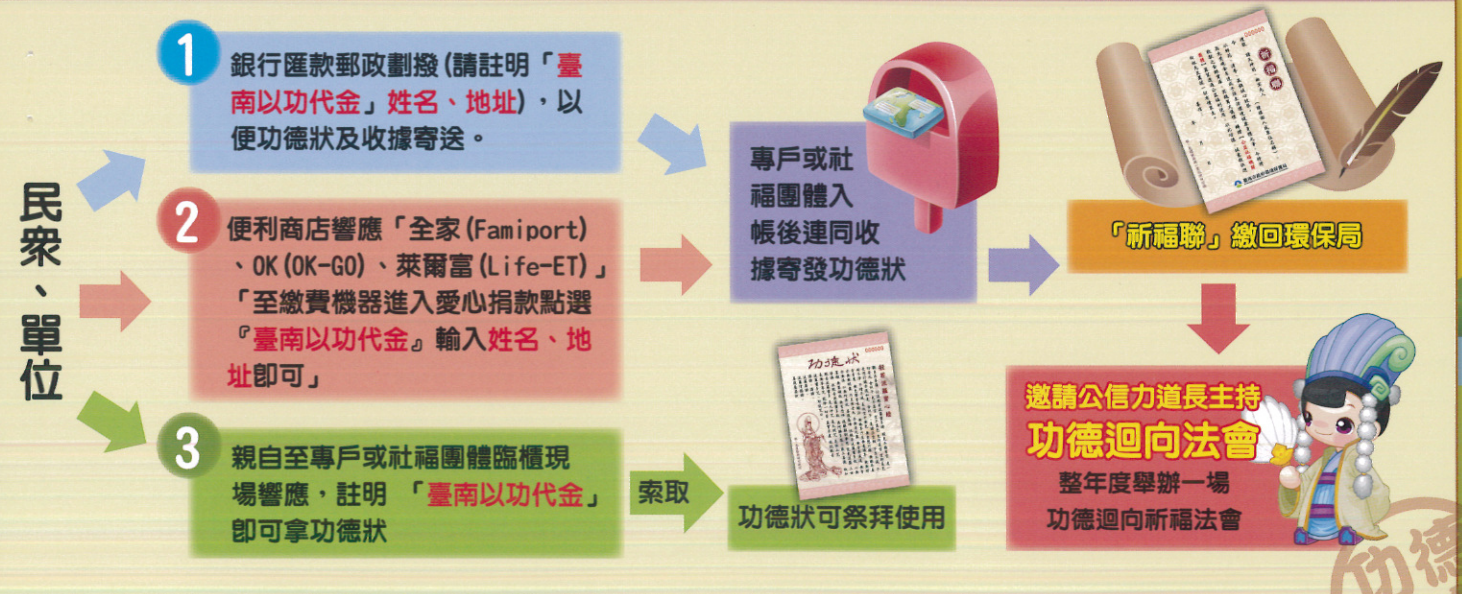 民眾、單位
1
銀行匯款郵政劃撥(請註明「臺
南以功代金」姓名、地址)，以
便功德狀及收據寄送。
2
便利商店響應「全家(Famiport)
、OK(OK-GO)、萊爾富(Life-ET)」
「至繳費機器進入愛心捐款點選
『臺南以功代金』輸入姓名、地
址即可」
3
親自至專戶或社福團體臨櫃現
場響應，註明 「臺南以功代金」
即可拿功德狀
專戶或社
福團體入
帳後連同收
據寄發功德狀
索取
功德狀
功德狀可祭拜使用
祈福聯
「祈福聯」繳回環保局
邀請公信力道長主持
功德迴向法會
整年度舉辦一場
功德迴向祈福法會
功德